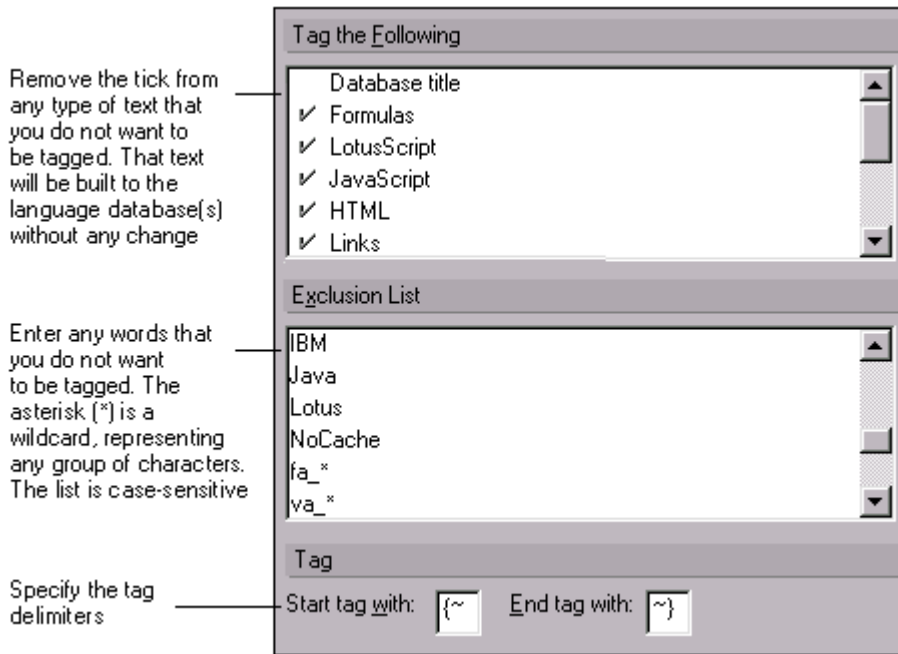 Tag the Following
Remove the tick from
any type of text that
you do not want to
be tagged. That text
will be built to the
language database(s)
without any change
Database title
✓ Formulas
✓ LotusScript
✓ JavaScript
✓ HTML
✓ Links
Exclusion List
Enter any words that
you do not want
to be tagged. The
asterisk (*) is a
wildcard, representing
any group of characters.
The list is case-sensitive
IBM
Java
Lotus
NoCache
fa_*
va_*
Tag
Specify the tag
delimiters
Start tag with: {~ End tag with: ~}